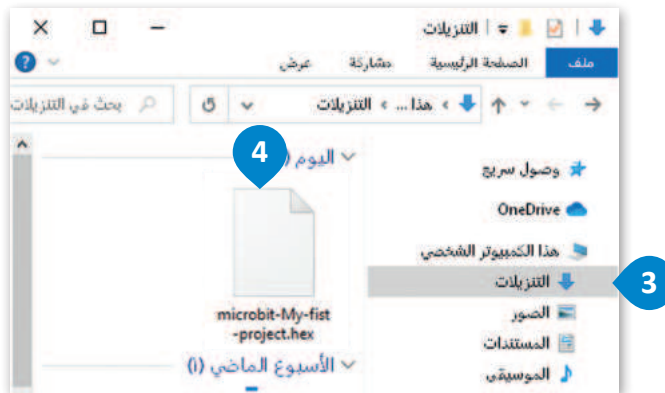 التنزيلات
ملف الصفحة الرئيسية مشاركة عرض
هذا ... التنزيلات
بحث في التنزيلات
وصول سريع
OneDrive
هذا الكمبيوتر الشخصي
التنزيلات
3
الصور
المستندات
الموسيقى
اليوم (
4
microbit-My-fist
-project.hex
الأسبوع الماضي (١)